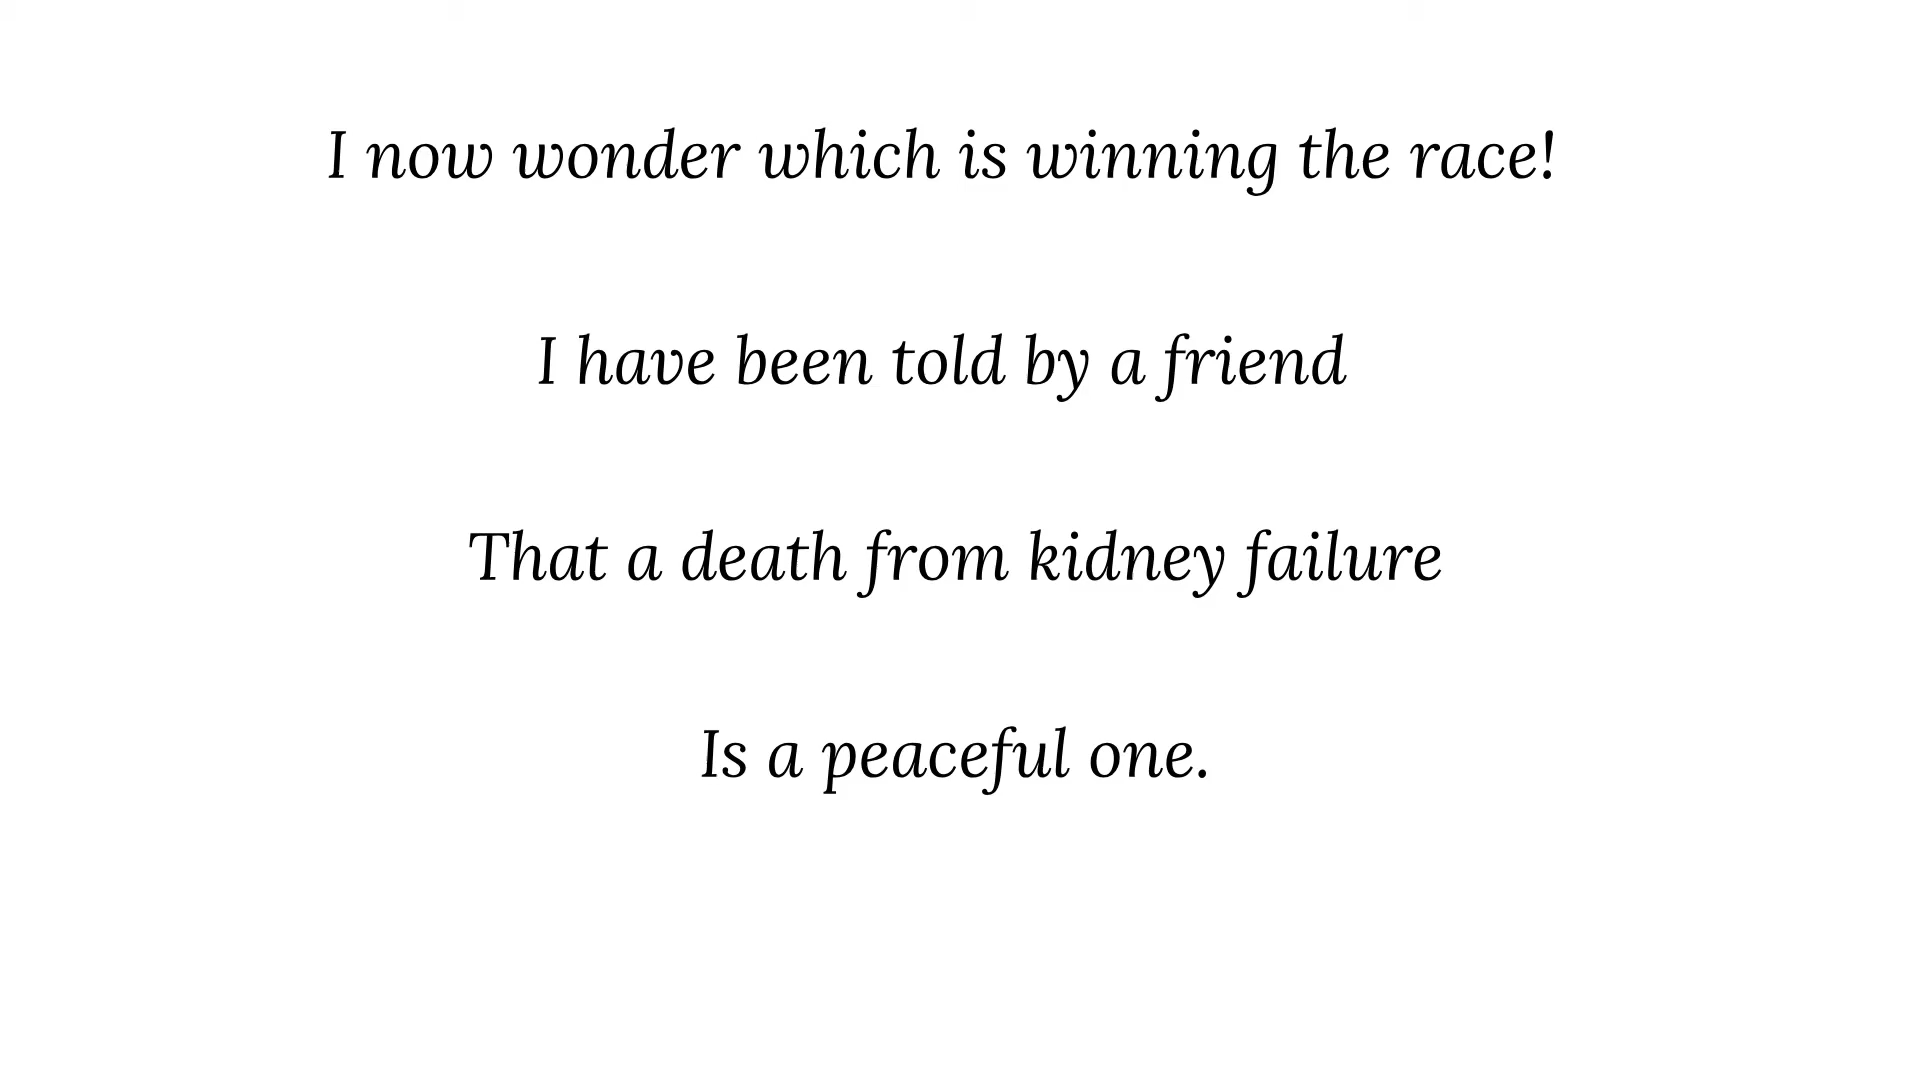 I now wonder which is winning the race!
I have been told by a friend
That a death from kidney failure
Is a peaceful one.